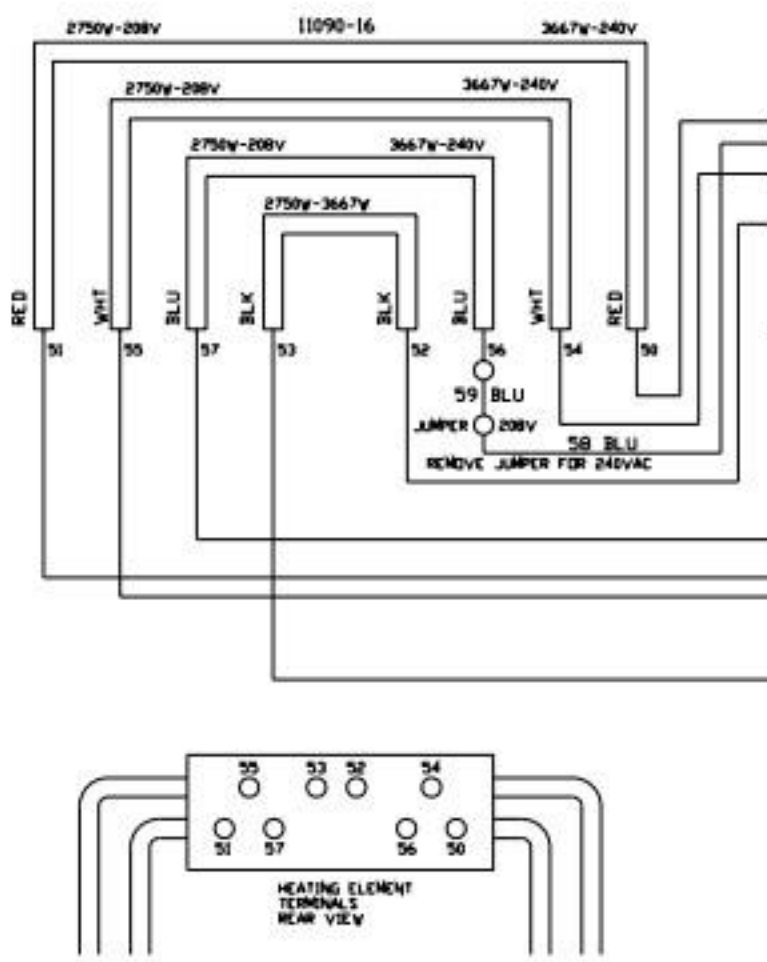 2750W-208V 11090-16 3667W-240V
2750W-208V 3667W-240V
2750W-208V 3667W-240V
2750W-3667W
RED WHT BLU BLK BLK BLU WHT RED
51 55 57 53 52 56 54 50
59 BLU
JUMPER 208V
58 BLU
REMOVE JUMPER FOR 240VAC
55 53 52 54
51 57 56 50
HEATING ELEMENT
TERMINALS
REAR VIEW